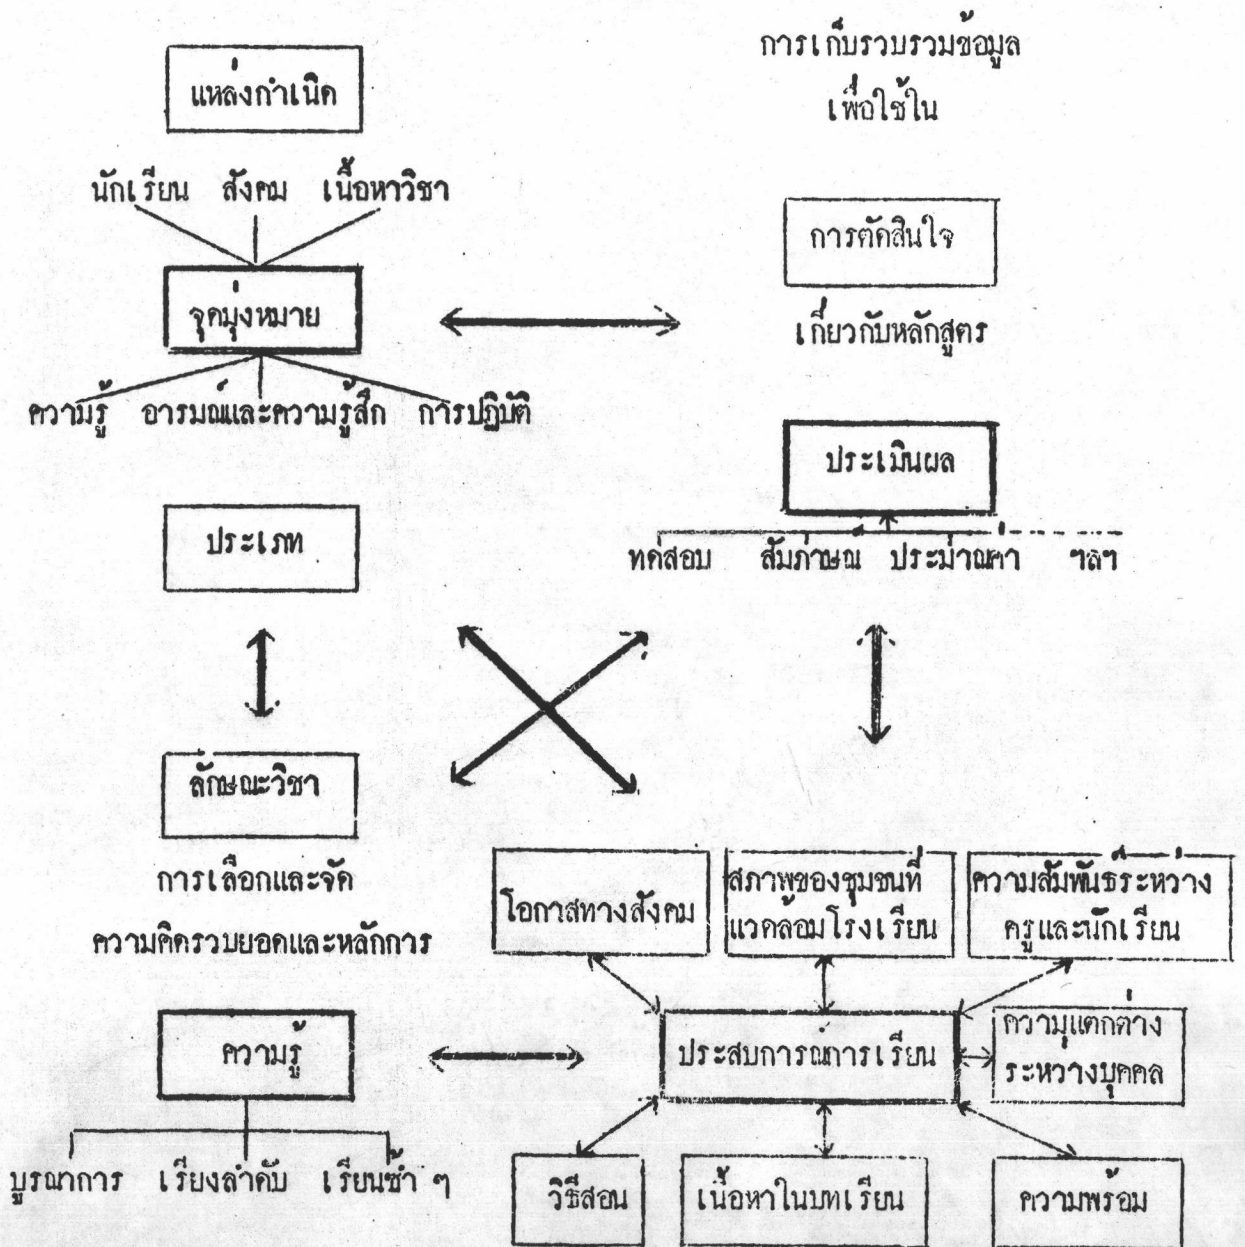 แหล่งกำเนิด
นักเรียน สังคม เนื้อหาวิชา
จุดมุ่งหมาย
ความรู้ อารมณ์และความรู้สึก การปฏิบัติ
ประเภท
การเก็บรวบรวมข้อมูล
เพื่อใช้ใน
การตัดสินใจ
เกี่ยวกับหลักสูตร
ประเมินผล
ทดสอบ สัมภาษณ์ ประมาณค่า ฯลฯ
ลักษณะวิชา
การเลือกและจัด
ความคิดรวบยอดและหลักการ
ความรู้
บูรณาการ เรียงลำดับ เรียนซ้ำ ๆ
โอกาสทางสังคม
สภาพของชุมชนที่
แวดล้อมโรงเรียน
ความสัมพันธ์ระหว่าง
ครูและนักเรียน
ประสบการณ์การเรียน
ความแตกต่าง
ระหว่างบุคคล
วิธีสอน
เนื้อหาในบทเรียน
ความพร้อม